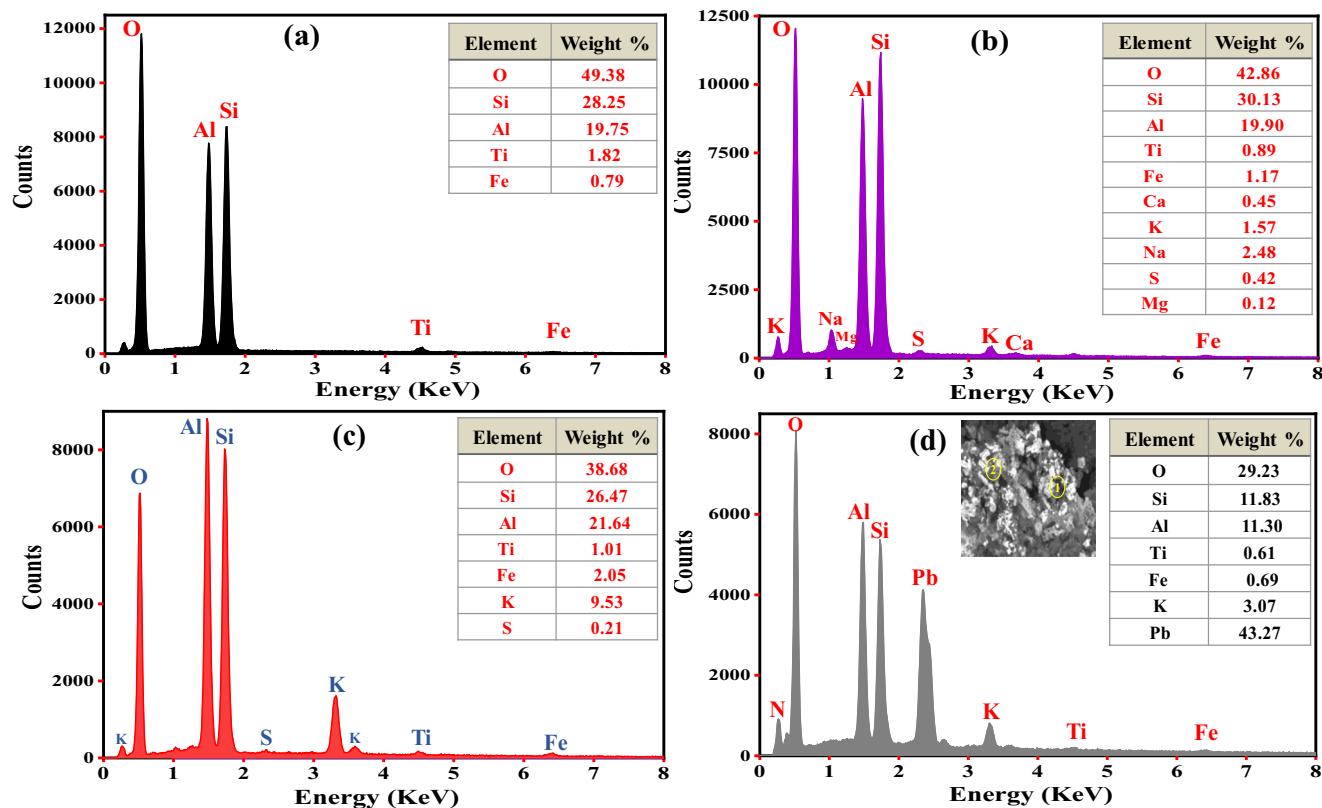 (a)
12000
10000
8000
6000
4000
2000
0
Counts
O
Al
Si
Ti
Fe
0 1 2 3 4 5 6 7 8
Energy (KeV)
Element Weight %
O 49.38
Si 28.25
Al 19.75
Ti 1.82
Fe 0.79
(b)
12500
10000
7500
5000
2500
0
Counts
K
O
Na
Mg
Al
Si
S
K
Ca
Fe
0 1 2 3 4 5 6 7 8
Energy (KeV)
Element Weight %
O 42.86
Si 30.13
Al 19.90
Ti 0.89
Fe 1.17
Ca 0.45
K 1.57
Na 2.48
S 0.42
Mg 0.12
(c)
8000
6000
4000
2000
0
Counts
K
O
Al
Si
S
K
K
Ti
Fe
0 1 2 3 4 5 6 7 8
Energy (KeV)
Element Weight %
O 38.68
Si 26.47
Al 21.64
Ti 1.01
Fe 2.05
K 9.53
S 0.21
(d)
8000
6000
4000
2000
0
Counts
N
O
Al
Si
Pb
K
Ti
Fe
2
1
0 1 2 3 4 5 6 7 8
Energy (KeV)
Element Weight %
O 29.23
Si 11.83
Al 11.30
Ti 0.61
Fe 0.69
K 3.07
Pb 43.27